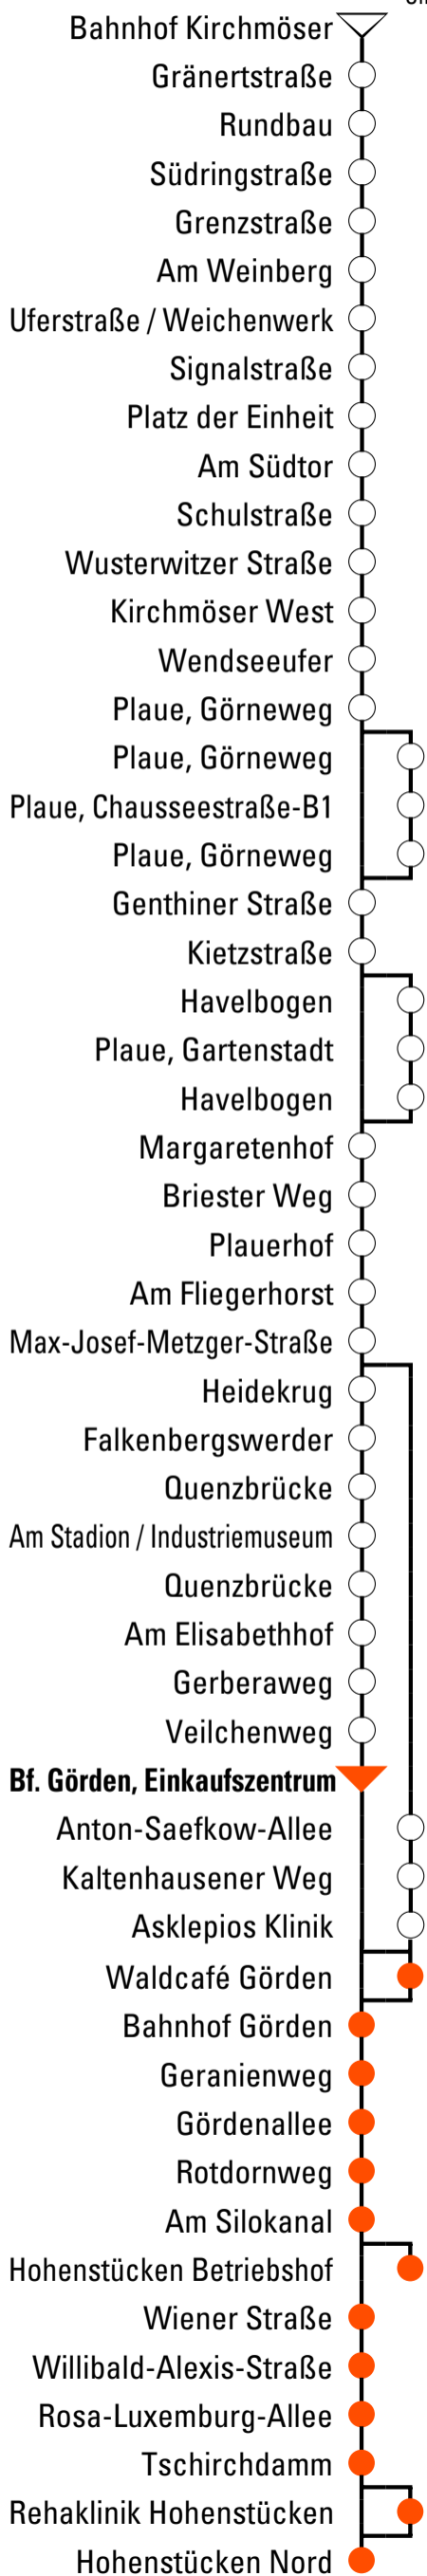 Bahnhof Kirchmöser
Gränertstraße
Rundbau
Südringstraße
Grenzstraße
Am Weinberg
Uferstraße / Weichenwerk
Signalstraße
Platz der Einheit
Am Südtor
Schulstraße
Wusterwitzer Straße
Kirchmöser West
Wendseeufer
Plaue, Görneweg
Plaue, Görneweg
Plaue, Chausseestraße-B1
Plaue, Görneweg
Genthiner Straße
Kietzstraße
Havelbogen
Plaue, Gartenstadt
Havelbogen
Margaretenhof
Briester Weg
Plauerhof
Am Fliegerhorst
Max-Josef-Metzger-Straße
Heidekrug
Falkenbergswerder
Quenzbrücke
Am Stadion / Industriemuseum
Quenzbrücke
Am Elisabethhof
Gerberaweg
Veilchenweg
Bf. Görden, Einkaufszentrum
Anton-Saefkow-Allee
Kaltenhausener Weg
Asklepios Klinik
Waldcafé Görden
Bahnhof Görden
Geranienweg
Gördenallee
Rotdornweg
Am Silokanal
Hohenstücken Betriebshof
Wiener Straße
Willibald-Alexis-Straße
Rosa-Luxemburg-Allee
Tschirchdamm
Rehaklinik Hohenstücken
Hohenstücken Nord